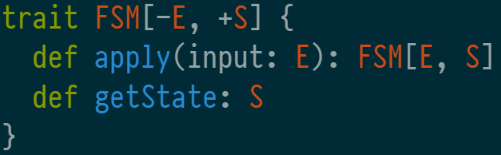 trait FSM[-E, +S] {
  def apply(input: E): FSM[E, S]
  def getState: S
}